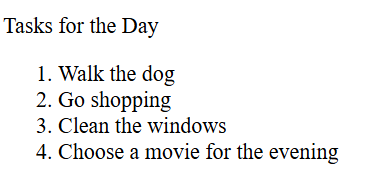 Tasks for the Day
1. Walk the dog
2. Go shopping
3. Clean the windows
4. Choose a movie for the evening